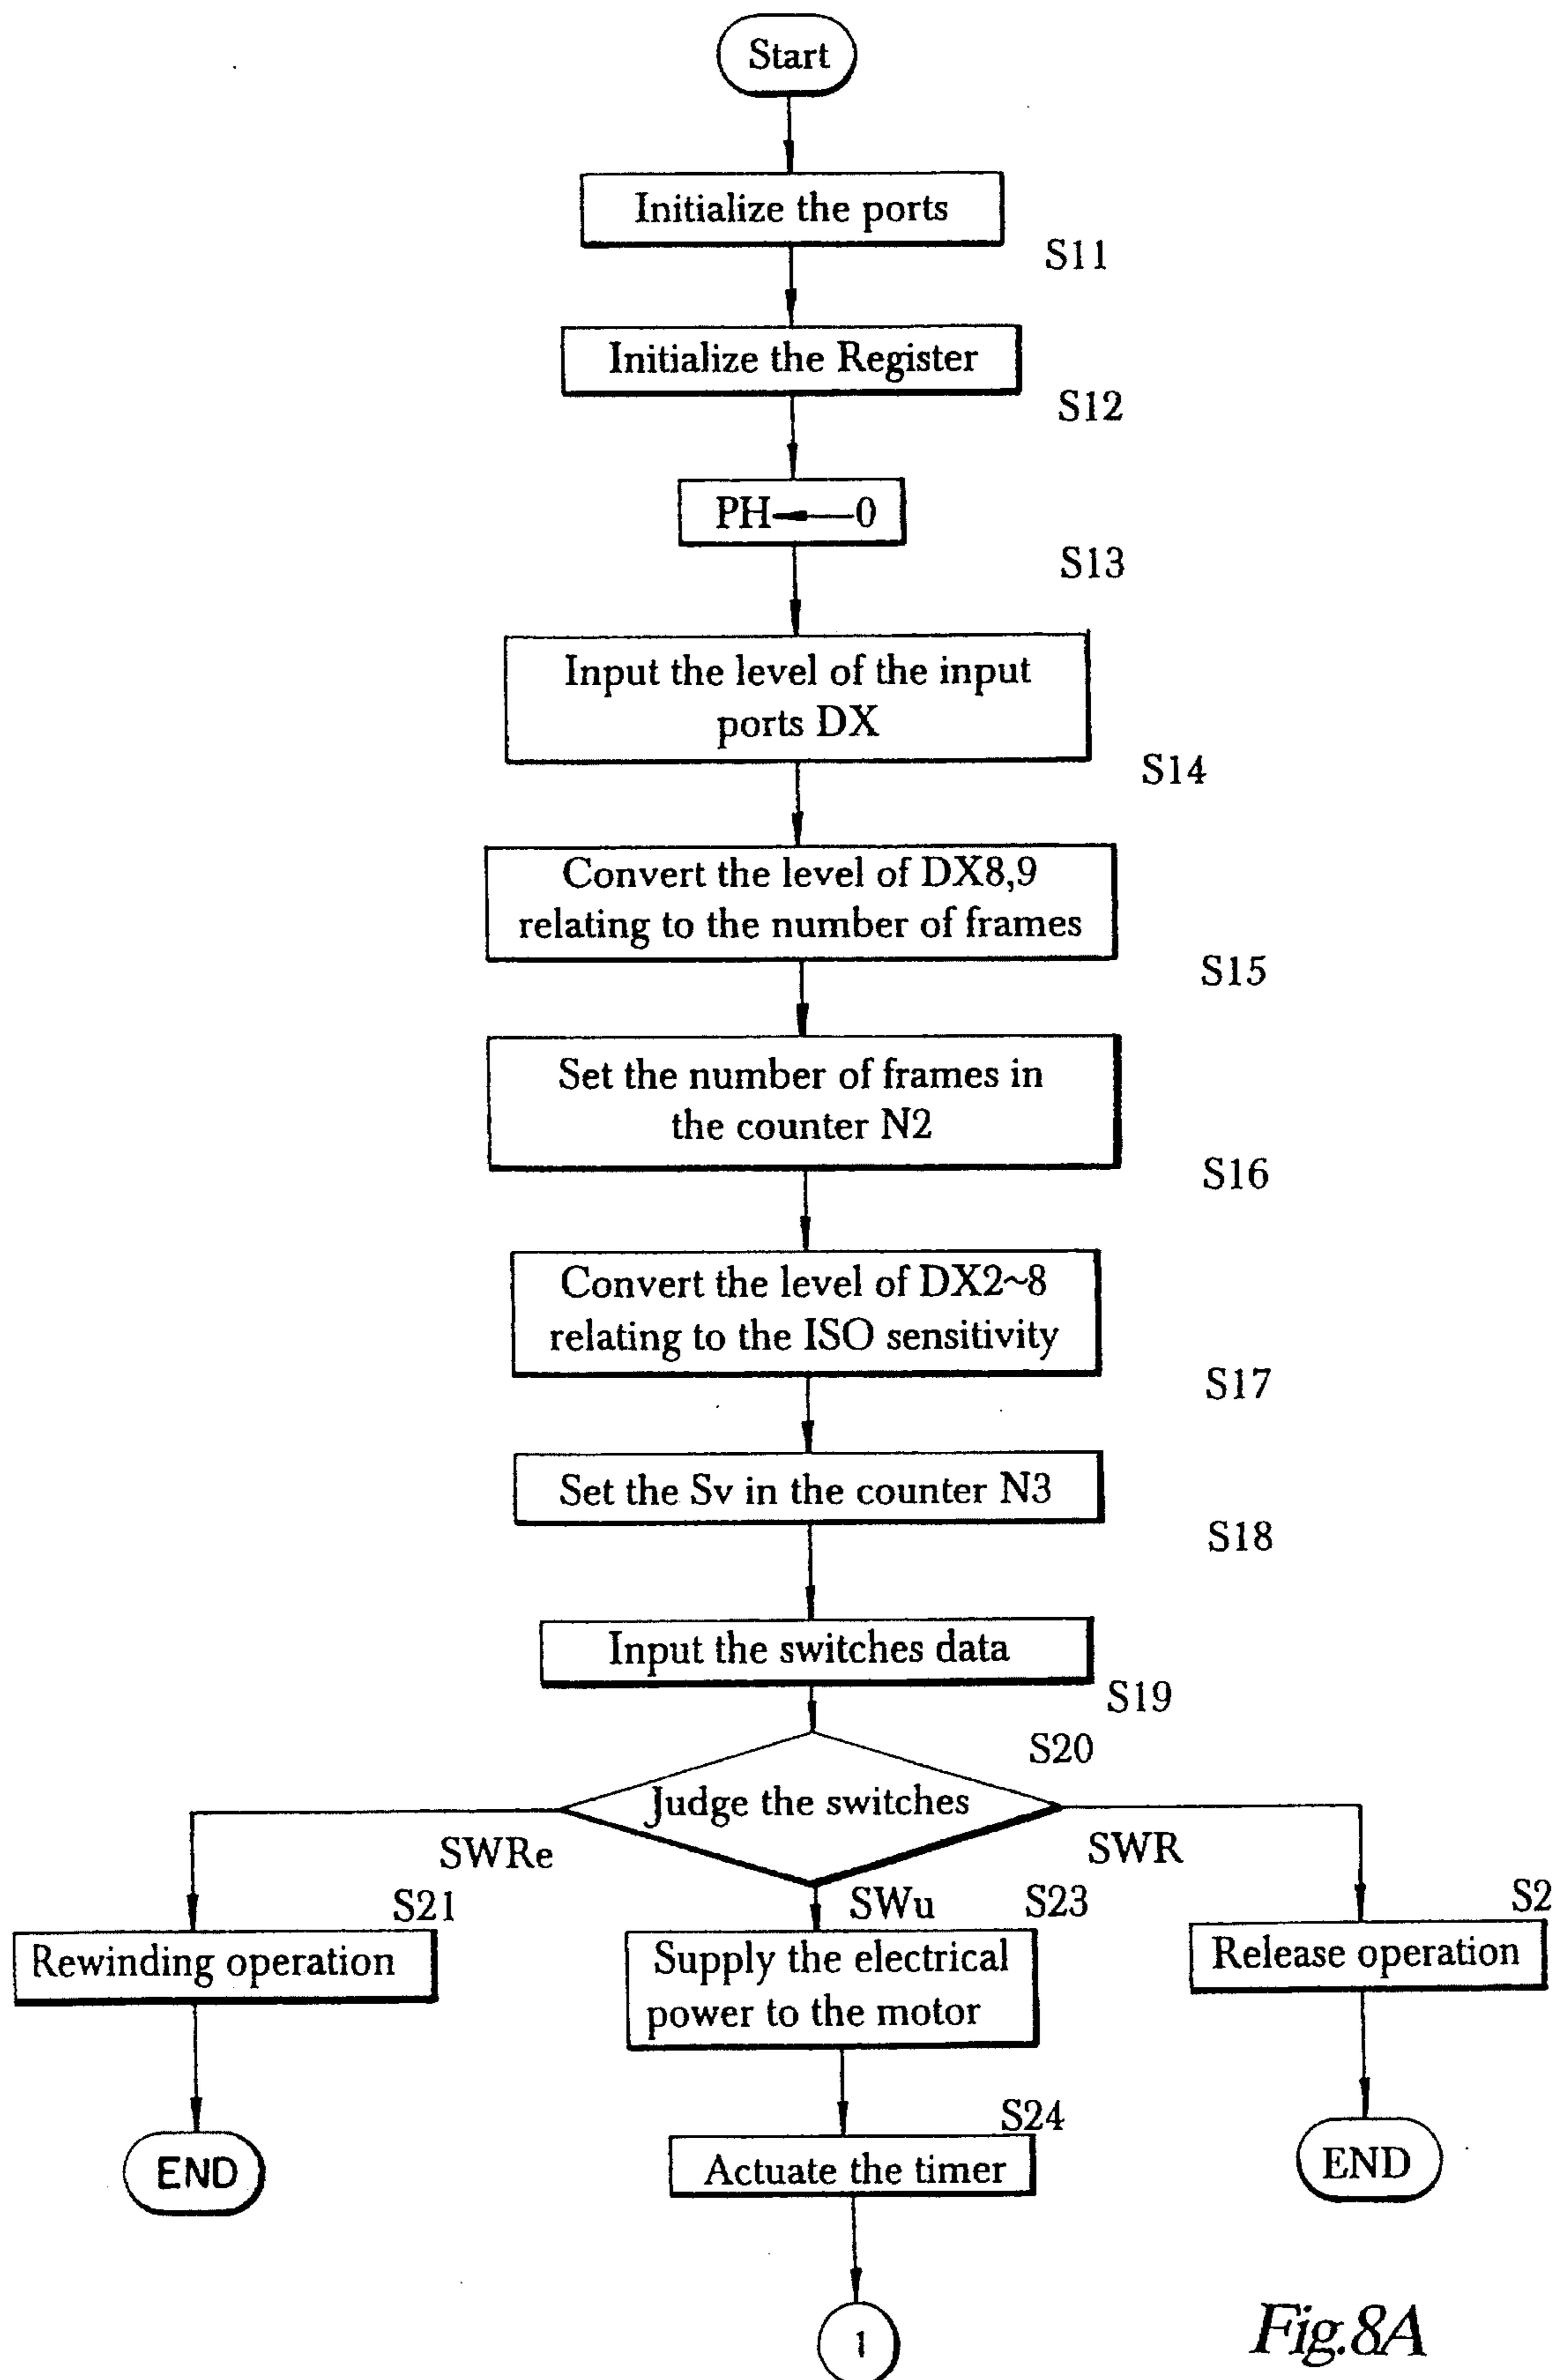 Start
Initialize the ports
S11
Initialize the Register
S12
PH←0
S13
Input the level of the input
ports DX
S14
Convert the level of DX8,9
relating to the number of frames
S15
Set the number of frames in
the counter N2
S16
Convert the level of DX2~8
relating to the ISO sensitivity
S17
Set the Sv in the counter N3
S18
Input the switches data
S19
S20
Judge the switches
SWRe
SWR
SWu
S21
S23
S2
Rewinding operation
Supply the electrical
power to the motor
Release operation
S24
END
Actuate the timer
END
1
Fig.8A